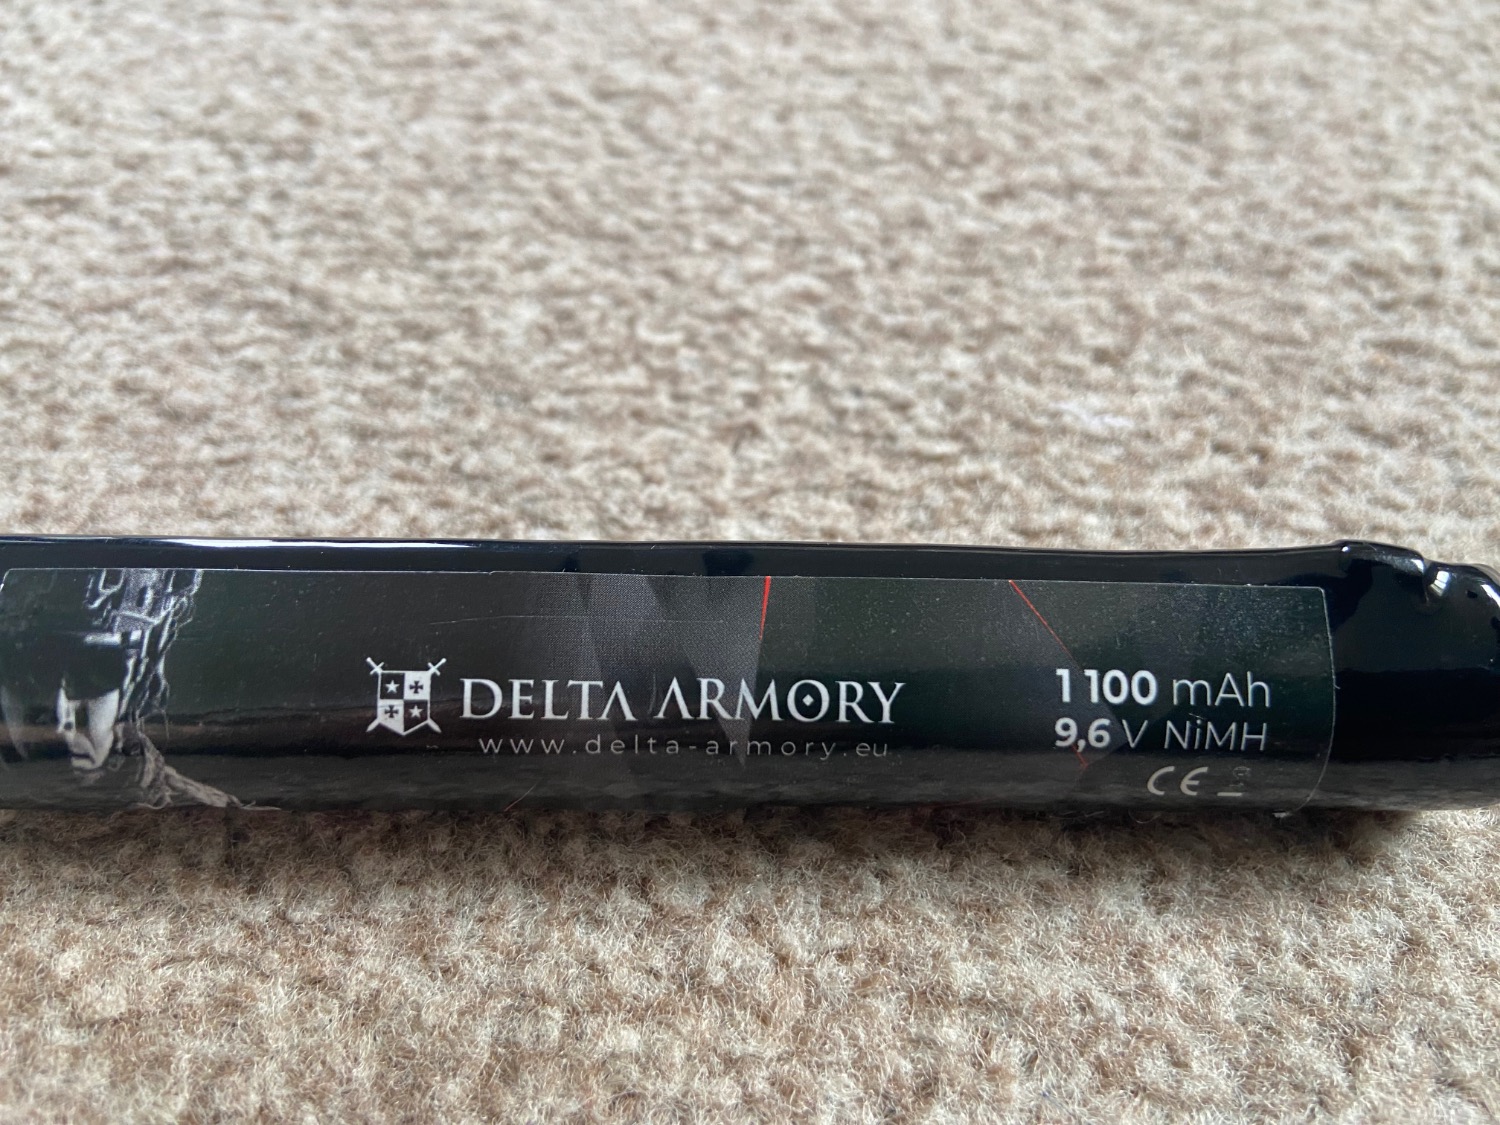 DELTA ARMORY
www.delta-armory.eu
1 100 mAh
9,6 V NiMH
CE